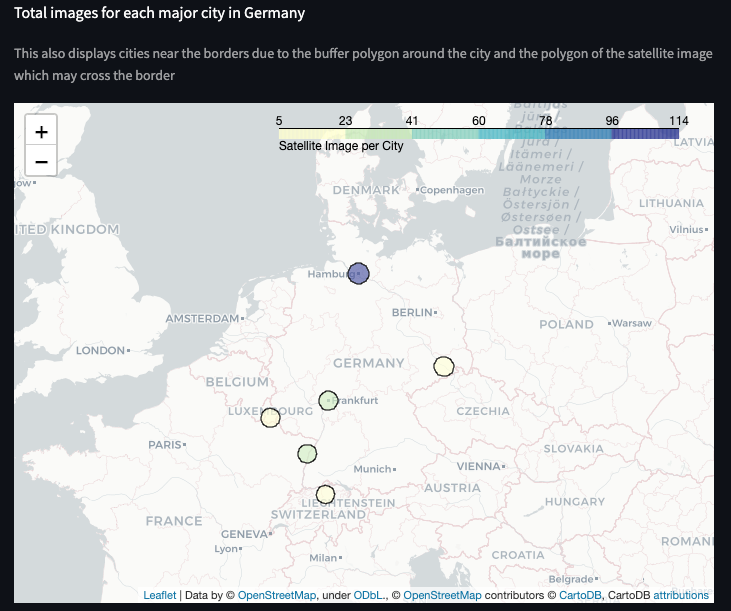 Total images for each major city in Germany
This also displays cities near the borders due to the buffer polygon around the city and the polygon of the satellite image
which may cross the border
+
−
5 23 41 60 78 96 114
Satellite Image per City
jūra /
Itämeri /
Läänemeri /
Morze
Bałtyckie /
Östersjön /
Østersøen /
Ostsee /
Балтийское
море
LATVIA
DENMARK
Copenhagen
LITHUANIA
ITED KINGDOM
Vilnius
Hamburg
AMSTERDAM
BERLIN
POLAND
Warsaw
LONDON
GERMANY
BELGIUM
Frankfurt
LUXEMBOURG
CZECHIA
PARIS
SLOVAKIA
Munich
VIENNA
AUSTRIA
LIECHTENSTEIN
HUNGARY
SWITZERLAND
FRANCE
GENEVA
ROMANI
Lyon
CROATIA
Milan
Belgrade
Leaflet | Data by © OpenStreetMap, under ODbL., © OpenStreetMap contributors © CartoDB, CartoDB attributions